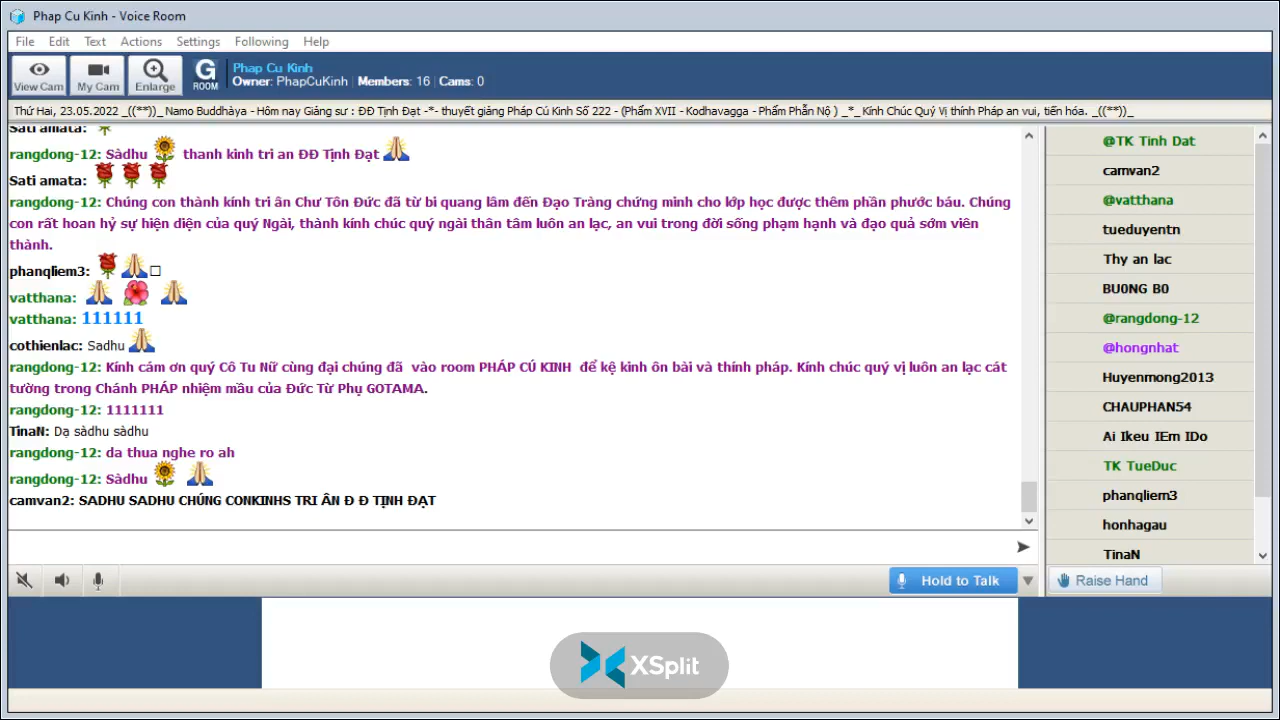 Phap Cu Kinh - Voice Room
File Edit Text Actions Settings Following Help
View Cam
My Cam
Enlarge
G
ROOM
Phap Cu Kinh
Owner: PhapCuKinh | Members: 16 | Cams: 0
Thứ Hai, 23.05.2022 _((**))_ Namo Buddhàya - Hôm nay Giảng sư : ĐĐ Tịnh Đạt -*- thuyết giảng Pháp Cú Kinh Số 222 - (Phẩm XVII - Kodhavagga - Phẩm Phẫn Nộ ) _*_ Kính Chúc Quý Vị thính Pháp an vui, tiến hóa. _((**))_
Sati amata:
rangdong-12: Sàdhu thanh kinh tri an ĐĐ Tịnh Đạt
Sati amata:
rangdong-12: Chúng con thành kính tri ân Chư Tôn Đức đã từ bi quang lâm đến Đạo Tràng chứng minh cho lớp học được thêm phần phước báu. Chúng
con rất hoan hỷ sự hiện diện của quý Ngài, thành kính chúc quý ngài thân tâm luôn an lạc, an vui trong đời sống phạm hạnh và đạo quả sớm viên
thành.
phanqliem3:
vatthana:
vatthana: 111111
cothienlac: Sadhu
rangdong-12: Kính cám ơn quý Cô Tu Nữ cùng đại chúng đã vào room PHÁP CÚ KINH để kệ kinh ôn bài và thính pháp. Kính chúc quý vị luôn an lạc cát
tường trong Chánh PHÁP nhiệm mầu của Đức Từ Phụ GOTAMA.
rangdong-12: 1111111
TinaN: Dạ sàdhu sàdhu
rangdong-12: da thua nghe ro ah
rangdong-12: Sàdhu
camvan2: SADHU SADHU CHÚNG CONKINHS TRI ÂN Đ Đ TỊNH ĐẠT
@TK Tinh Dat
camvan2
@vatthana
tueduyentn
Thy an lac
BU0NG B0
@rangdong-12
@hongnhat
Huyenmong2013
CHAUPHAN54
Ai Ikeu IEm IDo
TK TueDuc
phanqliem3
honhagau
TinaN
Hold to Talk
Raise Hand
XSplit